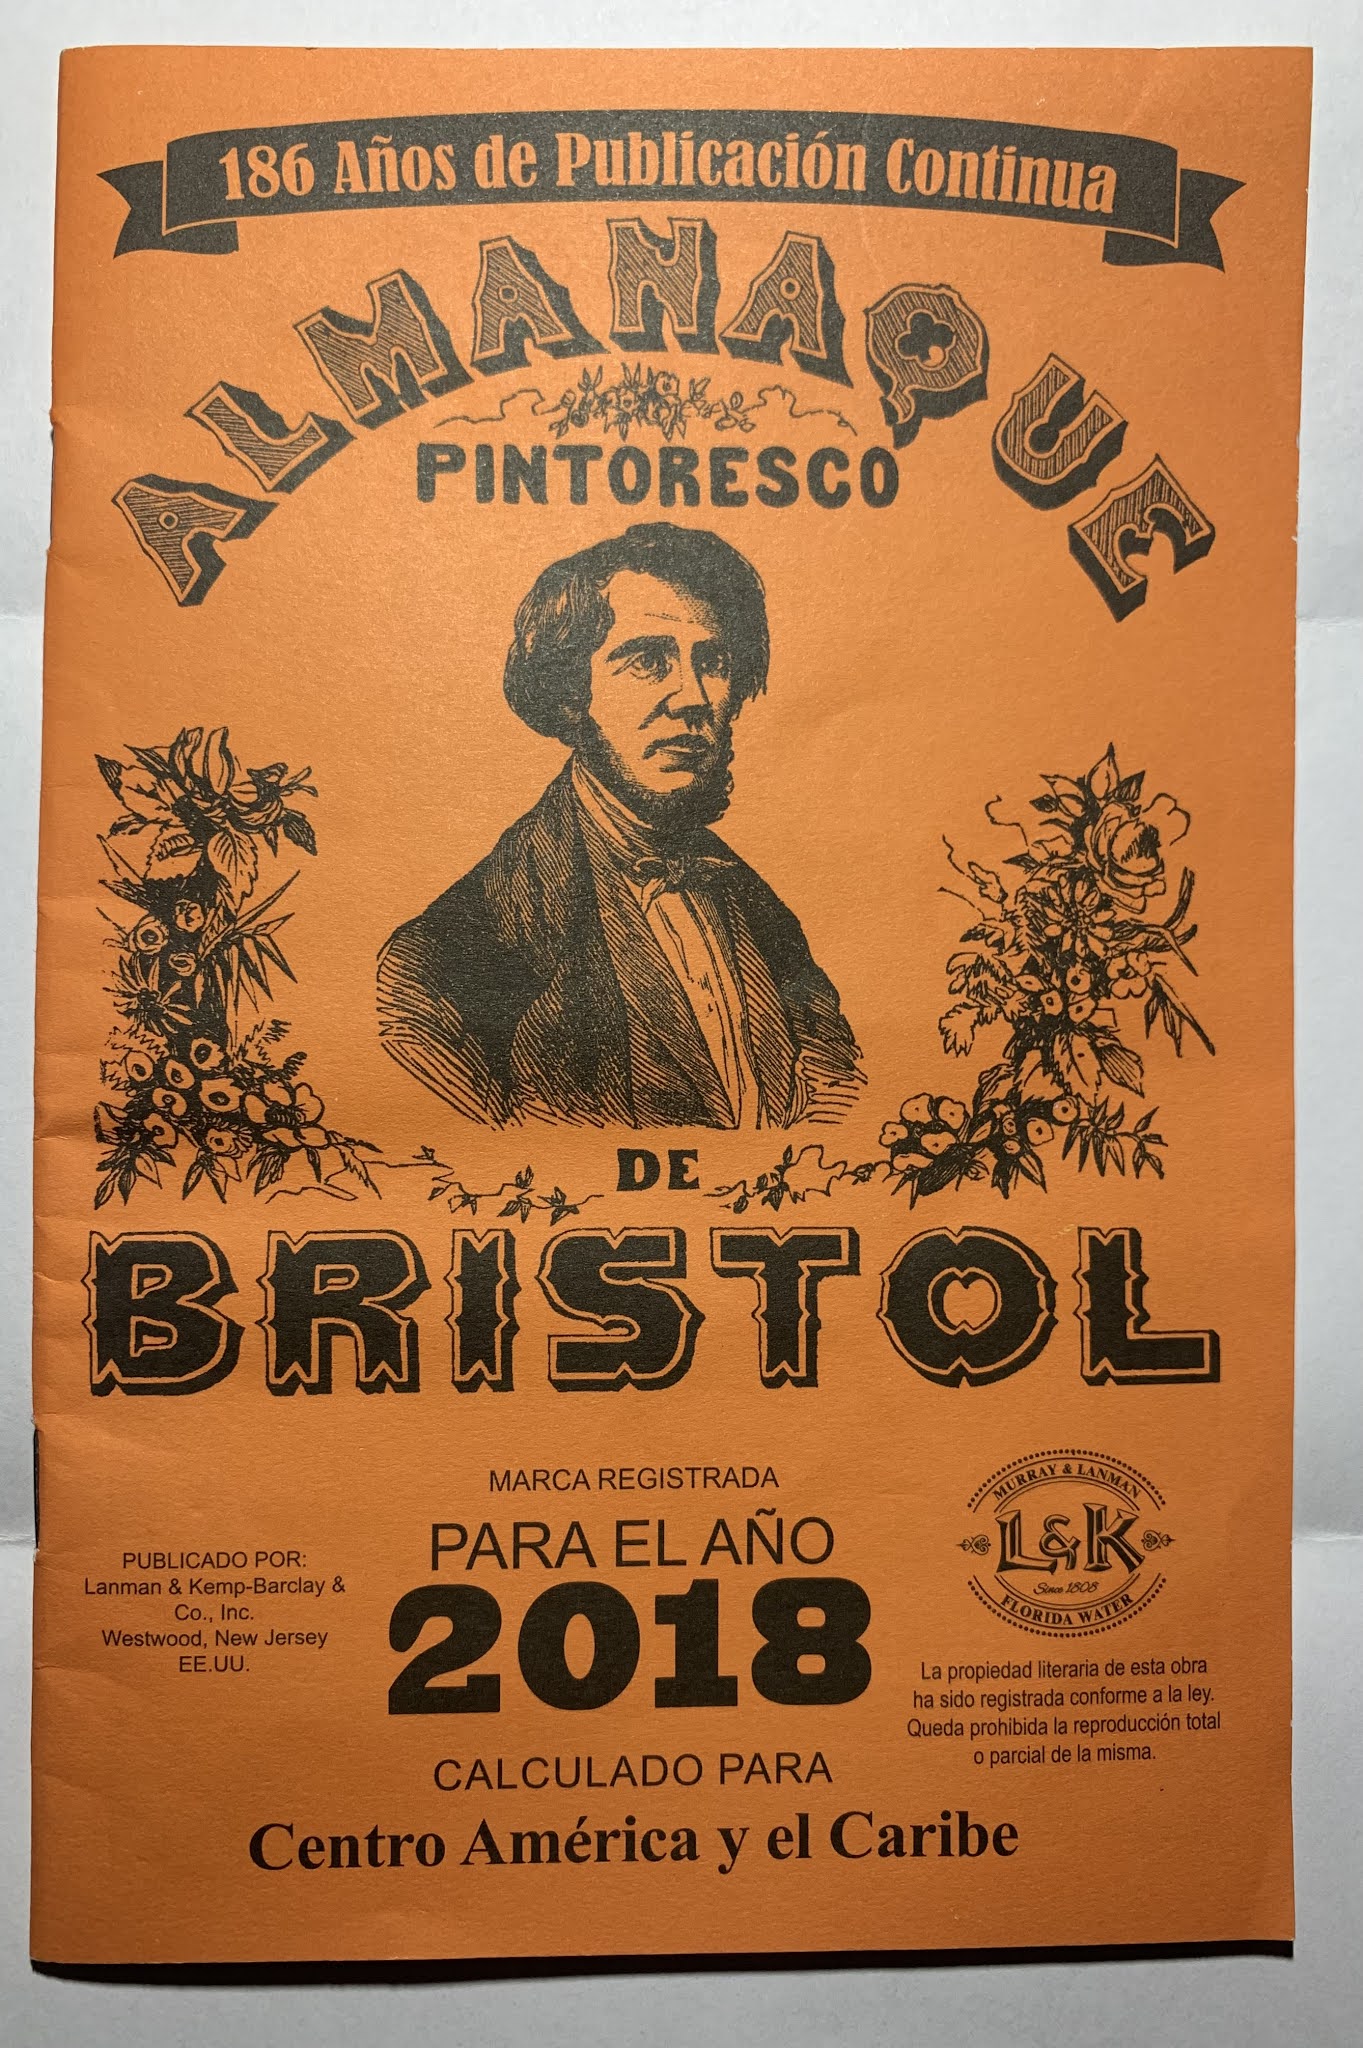 186 Años de Publicación Continua
ALMANAQUE
PINTORESCO
DE
BRISTOL
MARCA REGISTRADA
PARA EL AÑO
2018
PUBLICADO POR:
Lanman & Kemp-Barclay &
Co., Inc.
Westwood, New Jersey
EE.UU.
MURRAY & LANMAN
L&K
Since 1808
FLORIDA WATER
La propiedad literaria de esta obra
ha sido registrada conforme a la ley.
Queda prohibida la reproducción total
o parcial de la misma.
CALCULADO PARA
Centro América y el Caribe